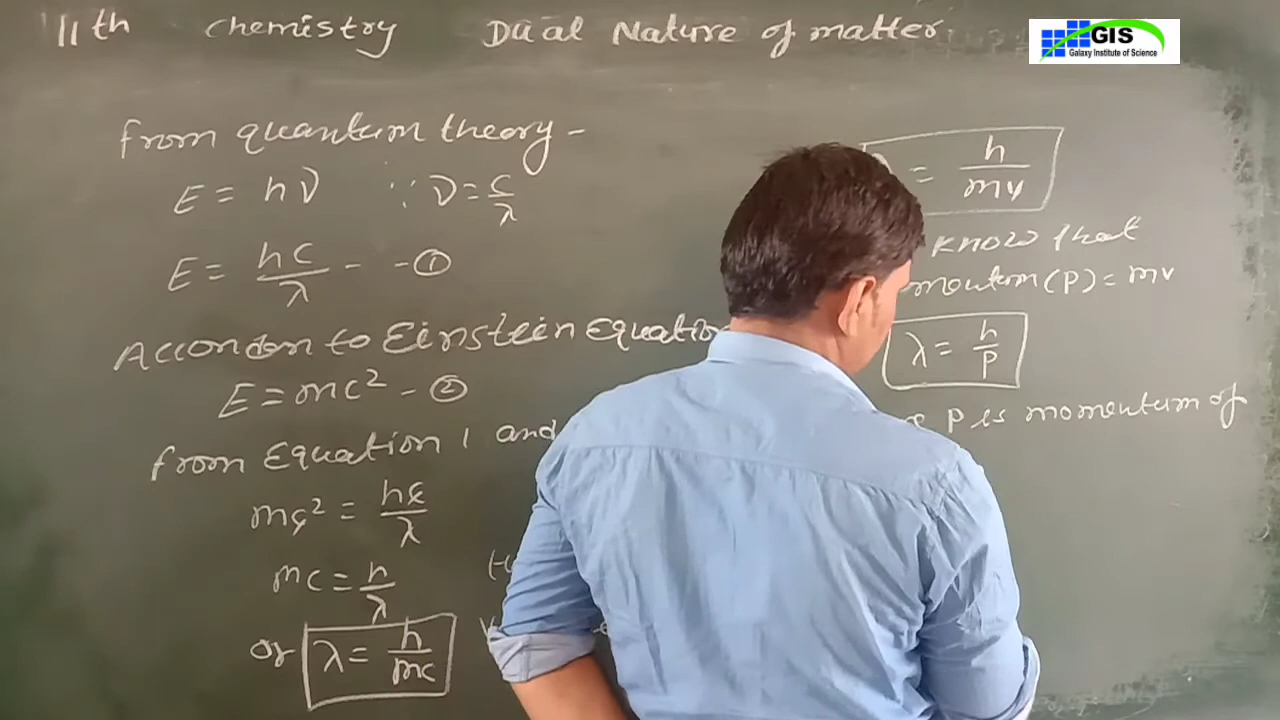 11th Chemistry Dual Nature of matter
GIS
Galaxy Institute of Science
from quantum theory -
E = hν ∵ ν = c/λ
E = hc/λ - - ①
According to Einstein Equation
E = mc² - ②
from Equation 1 and
mc² = hc/λ
mc = h/λ
or λ = h/mc
= h/mv
know that
mentum (P) = mv
λ = h/P
P is momentum of